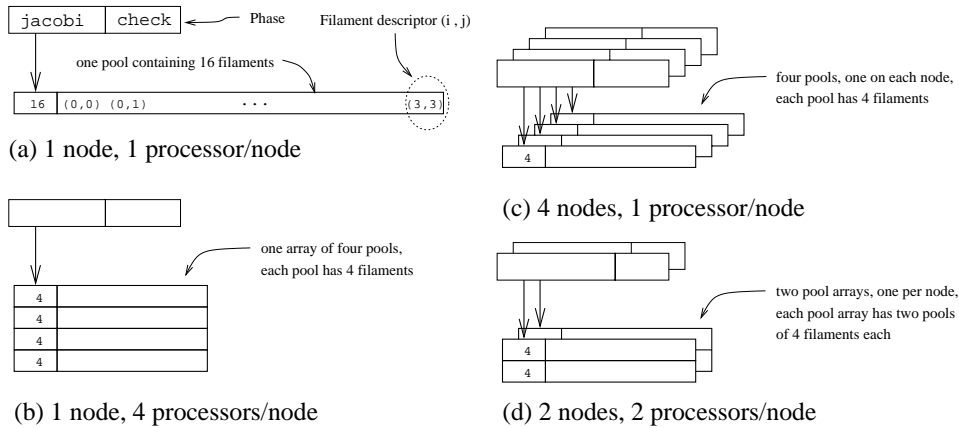 jacobi check
Phase
Filament descriptor (i , j)
one pool containing 16 filaments
16 (0,0) (0,1) ... (3,3)
(a) 1 node, 1 processor/node
one array of four pools,
each pool has 4 filaments
4
4
4
4
(b) 1 node, 4 processors/node
four pools, one on each node,
each pool has 4 filaments
4
(c) 4 nodes, 1 processor/node
two pool arrays, one per node,
each pool array has two pools
of 4 filaments each
4
4
(d) 2 nodes, 2 processors/node